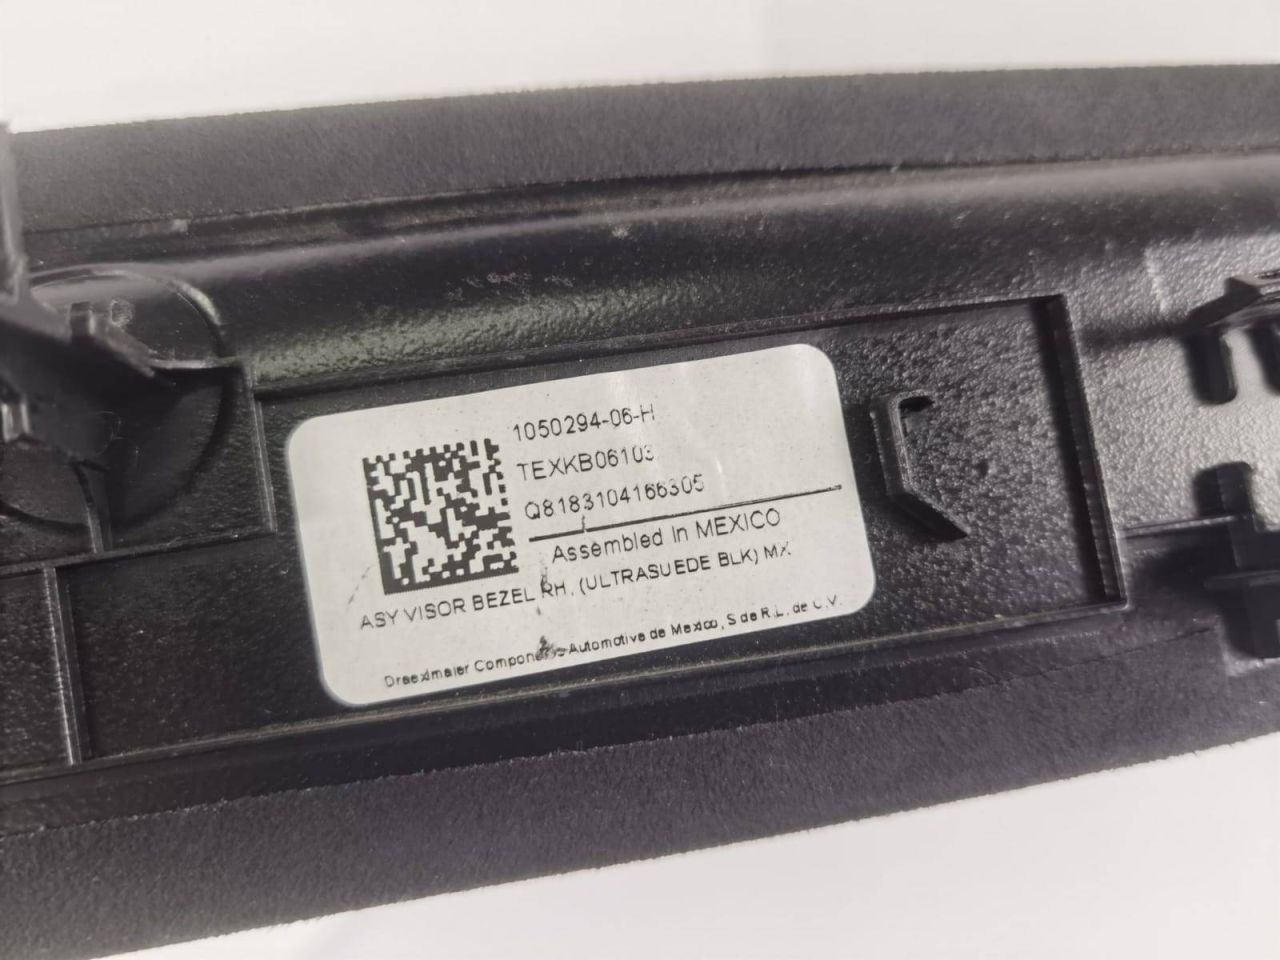 1050294-06-H
TEXKB06103
Q8183104166305
Assembled In MEXICO
ASY VISOR BEZEL RH, (ULTRASUEDE BLK) MX
Draexlmaier Automotive de Mexico, S de R.L. de C.V.